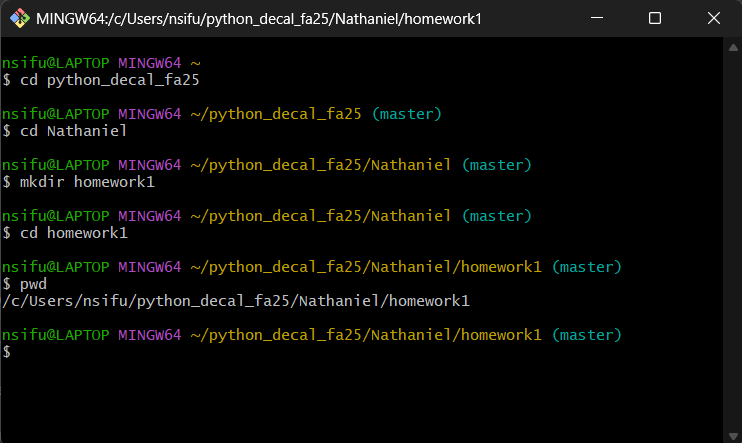 MINGW64:/c/Users/nsifu/python_decal_fa25/Nathaniel/homework1
nsifu@LAPTOP MINGW64 ~
$ cd python_decal_fa25
nsifu@LAPTOP MINGW64 ~/python_decal_fa25 (master)
$ cd Nathaniel
nsifu@LAPTOP MINGW64 ~/python_decal_fa25/Nathaniel (master)
$ mkdir homework1
nsifu@LAPTOP MINGW64 ~/python_decal_fa25/Nathaniel (master)
$ cd homework1
nsifu@LAPTOP MINGW64 ~/python_decal_fa25/Nathaniel/homework1 (master)
$ pwd
/c/Users/nsifu/python_decal_fa25/Nathaniel/homework1
nsifu@LAPTOP MINGW64 ~/python_decal_fa25/Nathaniel/homework1 (master)
$